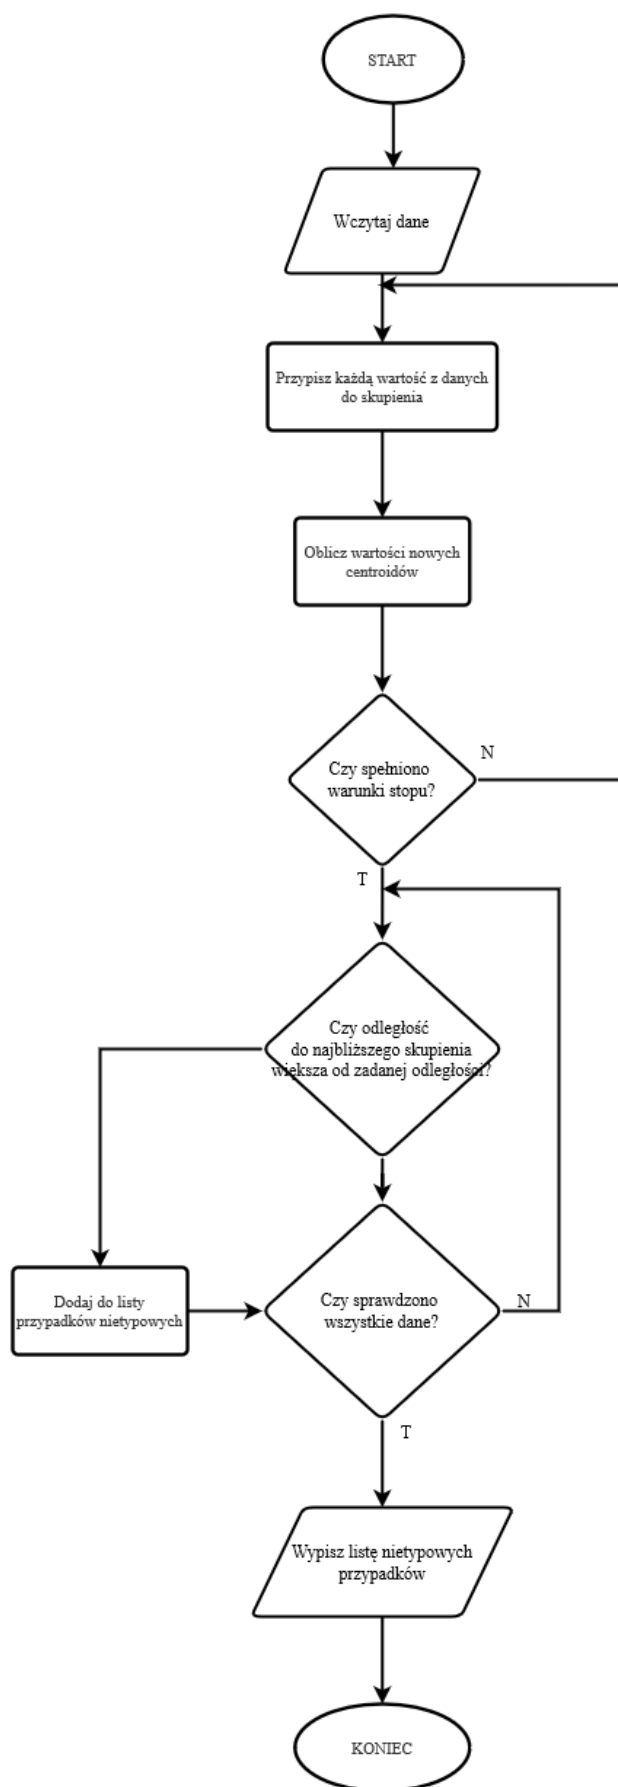 START
Wczytaj dane
Przypisz każdą wartość z danych
do skupienia
Oblicz wartości nowych
centroidów
Czy spełniono
warunki stopu?
N
T
Czy odległość
do najbliższego skupienia
większa od zadanej odległości?
Dodaj do listy
przypadków nietypowych
Czy sprawdzono
wszystkie dane?
N
T
Wypisz listę nietypowych
przypadków
KONIEC